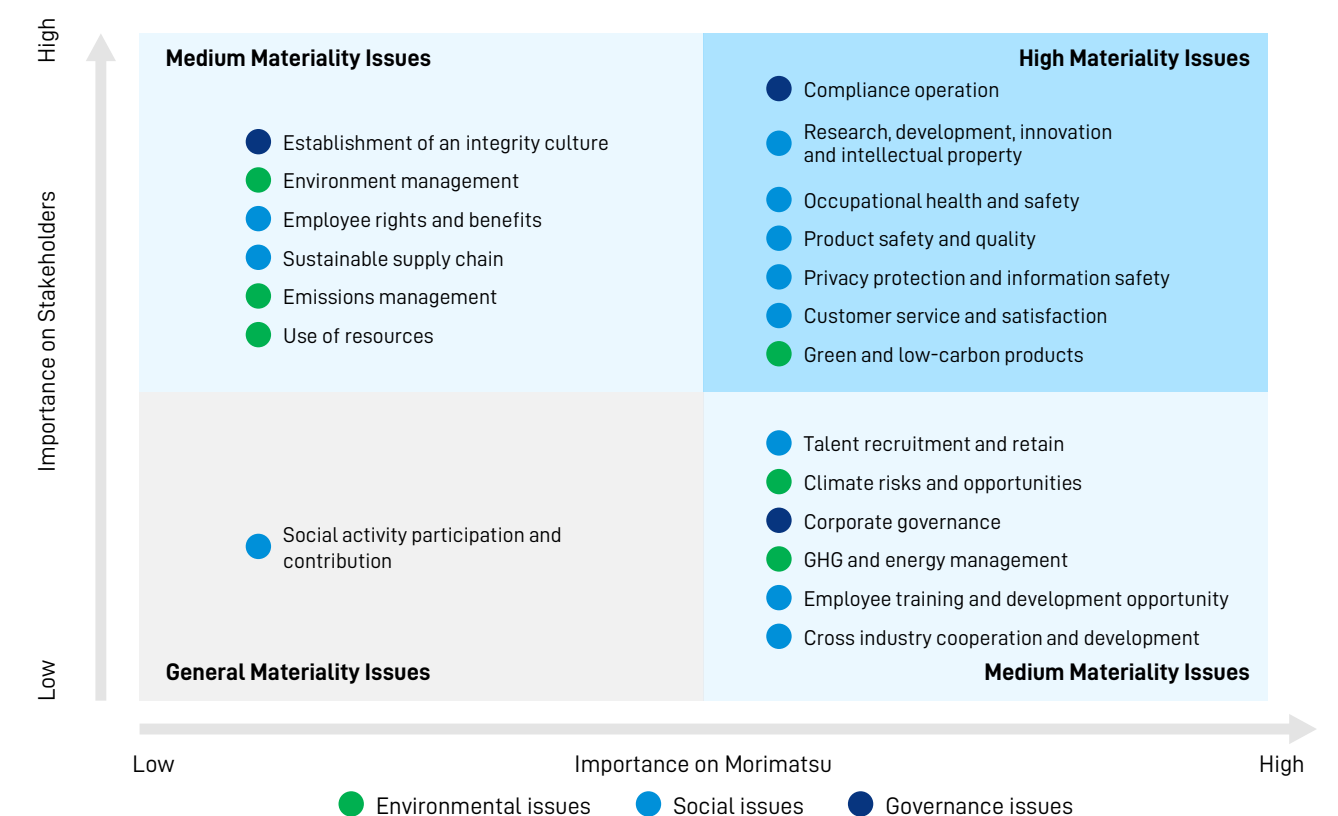 High
Importance on Stakeholders
Low
Medium Materiality Issues
Establishment of an integrity culture
Environment management
Employee rights and benefits
Sustainable supply chain
Emissions management
Use of resources
High Materiality Issues
Compliance operation
Research, development, innovation
and intellectual property
Occupational health and safety
Product safety and quality
Privacy protection and information safety
Customer service and satisfaction
Green and low-carbon products
Social activity participation and
contribution
General Materiality Issues
Talent recruitment and retain
Climate risks and opportunities
Corporate governance
GHG and energy management
Employee training and development opportunity
Cross industry cooperation and development
Medium Materiality Issues
Low
Importance on Morimatsu
High
Environmental issues
Social issues
Governance issues